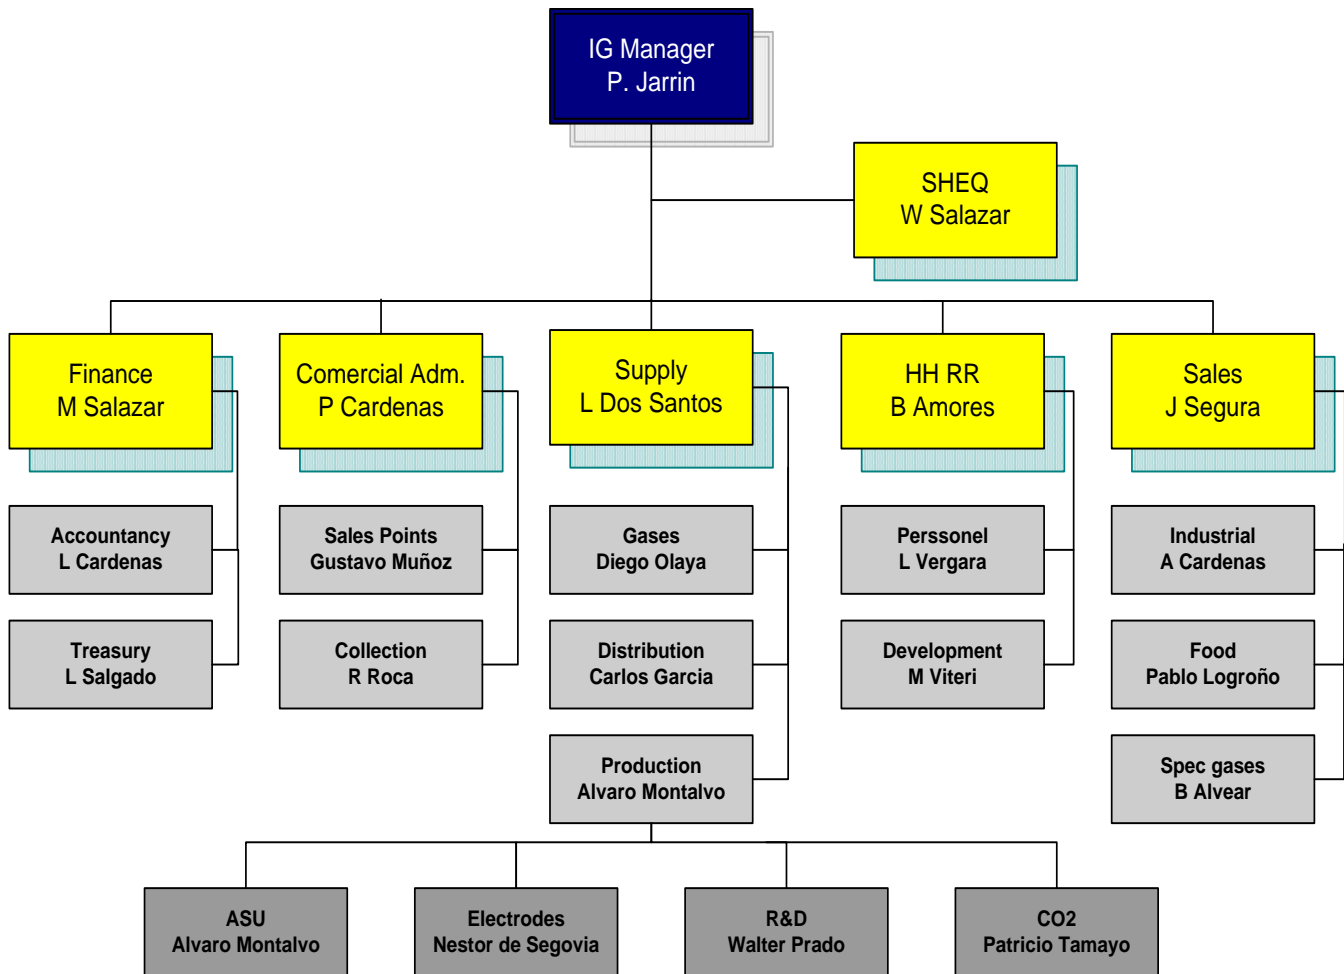 IG Manager
P. Jarrin
SHEQ
W Salazar
Finance
M Salazar
Comercial Adm.
P Cardenas
Supply
L Dos Santos
HH RR
B Amores
Sales
J Segura
Accountancy
L Cardenas
Sales Points
Gustavo Muñoz
Gases
Diego Olaya
Perssonel
L Vergara
Industrial
A Cardenas
Treasury
L Salgado
Collection
R Roca
Distribution
Carlos Garcia
Development
M Viteri
Food
Pablo Logroño
Production
Alvaro Montalvo
Spec gases
B Alvear
ASU
Alvaro Montalvo
Electrodes
Nestor de Segovia
R&D
Walter Prado
CO2
Patricio Tamayo